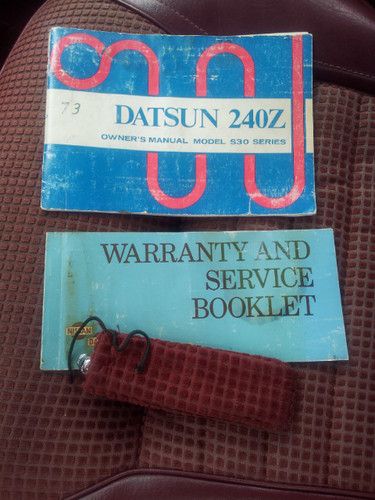 73
DATSUN 240Z
OWNER'S MANUAL MODEL S30 SERIES
WARRANTY AND
SERVICE
BOOKLET